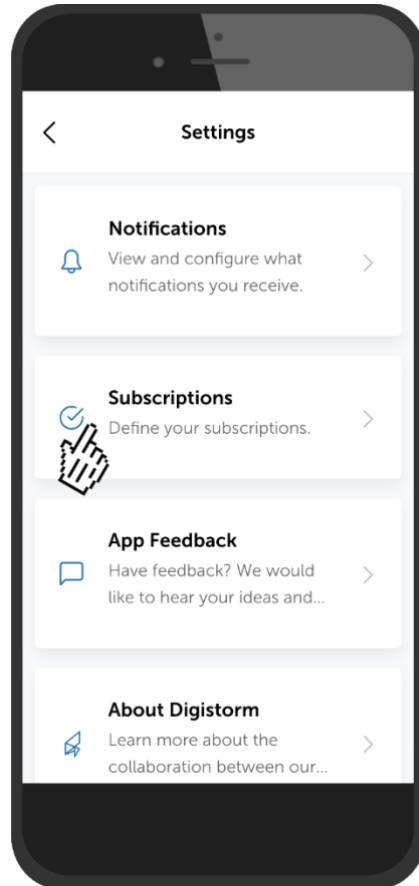 Settings
Notifications
View and configure what
notifications you receive.
Subscriptions
Define your subscriptions.
App Feedback
Have feedback? We would
like to hear your ideas and...
About Digistorm
Learn more about the
collaboration between our...